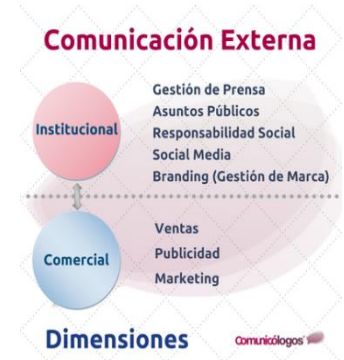 Comunicación Externa
Institucional
Gestión de Prensa
Asuntos Públicos
Responsabilidad Social
Social Media
Branding (Gestión de Marca)
Comercial
Ventas
Publicidad
Marketing
Dimensiones
Comunicólogos